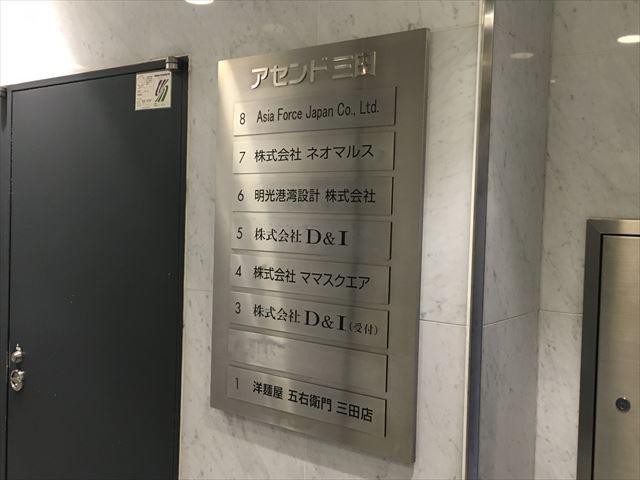 アセンド三田
8 Asia Force Japan Co., Ltd.
7 株式会社 ネオマルス
6 明光港湾設計 株式会社
5 株式会社 D&I
4 株式会社 ママスクエア
3 株式会社 D&I (受付)
1 洋麺屋 五右衛門 三田店